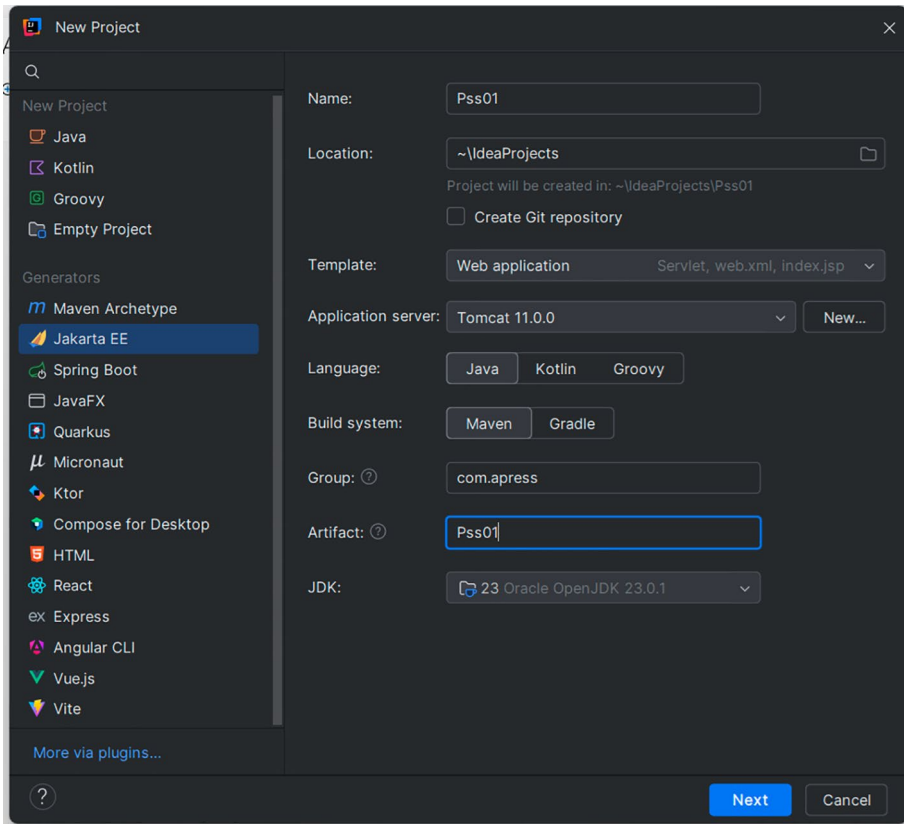 New Project
New Project
Java
Kotlin
Groovy
Empty Project
Generators
Maven Archetype
Jakarta EE
Spring Boot
JavaFX
Quarkus
Micronaut
Ktor
Compose for Desktop
HTML
React
ex Express
Angular CLI
Vue.js
Vite
More via plugins...
Name: Pss01
Location: ~\IdeaProjects
Project will be created in: ~\IdeaProjects\Pss01
Create Git repository
Template: Web application Servlet, web.xml, index.jsp
Application server: Tomcat 11.0.0 New...
Language: Java Kotlin Groovy
Build system: Maven Gradle
Group: ? com.apress
Artifact: ? Pss01
JDK: 23 Oracle OpenJDK 23.0.1
? Next Cancel